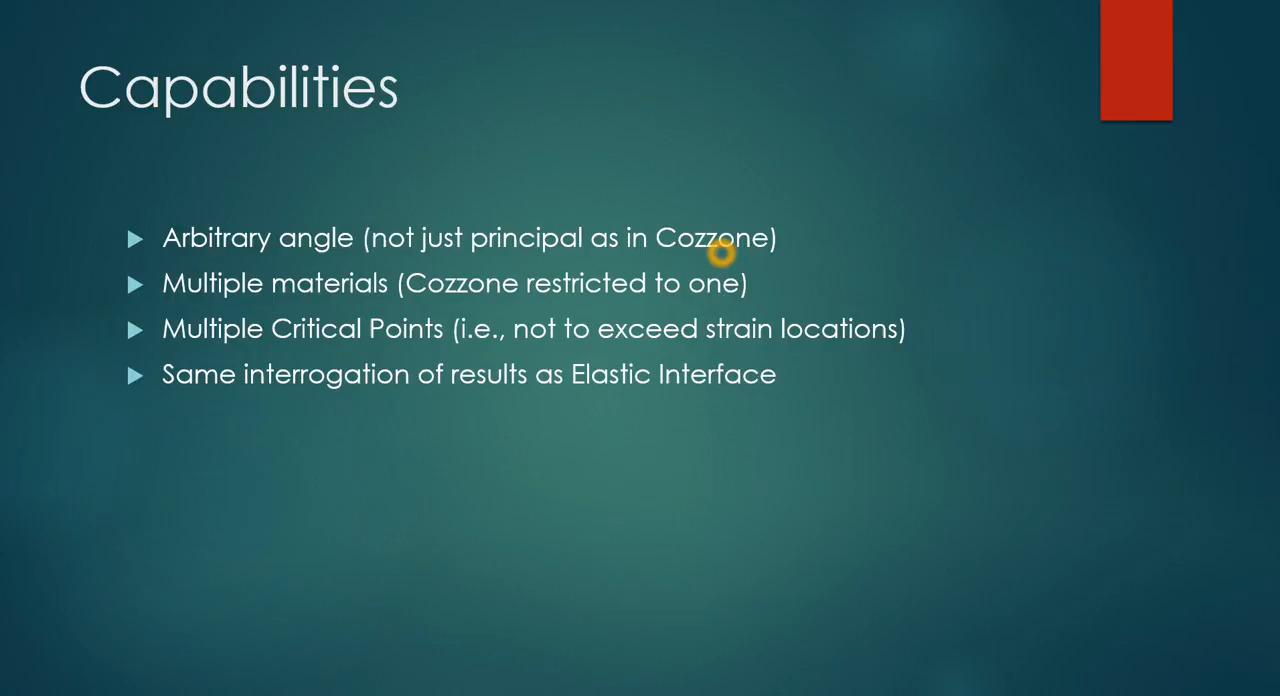 Capabilities
Arbitrary angle (not just principal as in Cozzone)
Multiple materials (Cozzone restricted to one)
Multiple Critical Points (i.e., not to exceed strain locations)
Same interrogation of results as Elastic Interface